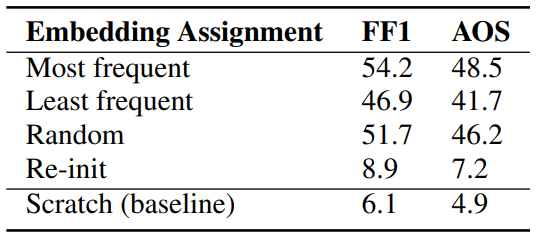 Embedding Assignment FF1 AOS
Most frequent 54.2 48.5
Least frequent 46.9 41.7
Random 51.7 46.2
Re-init 8.9 7.2
Scratch (baseline) 6.1 4.9